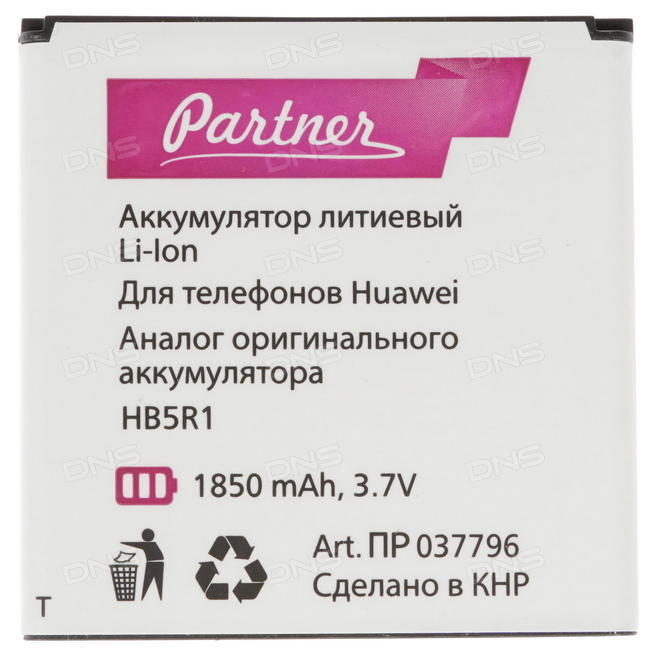 Partner
Аккумулятор литиевый
Li-Ion
Для телефонов Huawei
Аналог оригинального
аккумулятора
HB5R1
1850 mAh, 3.7V
Art. ПР 037796
Сделано в КНР
T
DNS